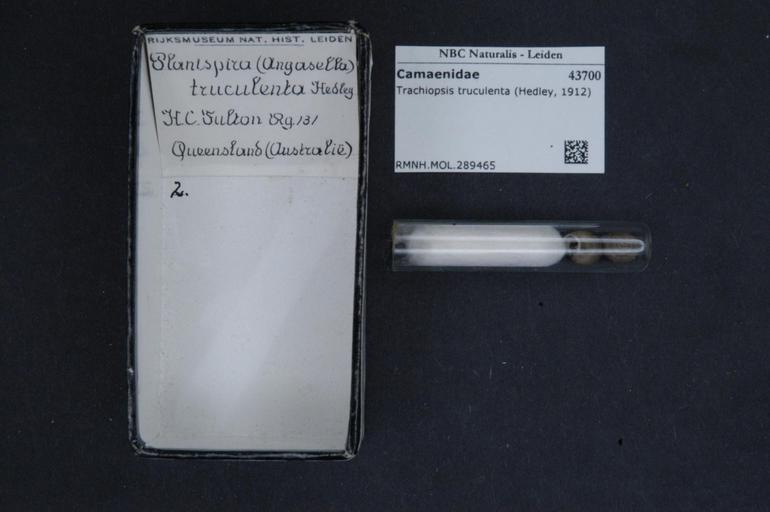 RIJKSMUSEUM NAT. HIST. LEIDEN
Planispira (Angasella)
truculenta Hedley
H.C. Fulton Rg. 131
Queensland (Australië)
2.
NBC Naturalis - Leiden
Camaenidae 43700
Trachiopsis truculenta (Hedley, 1912)
RMNH.MOL.289465